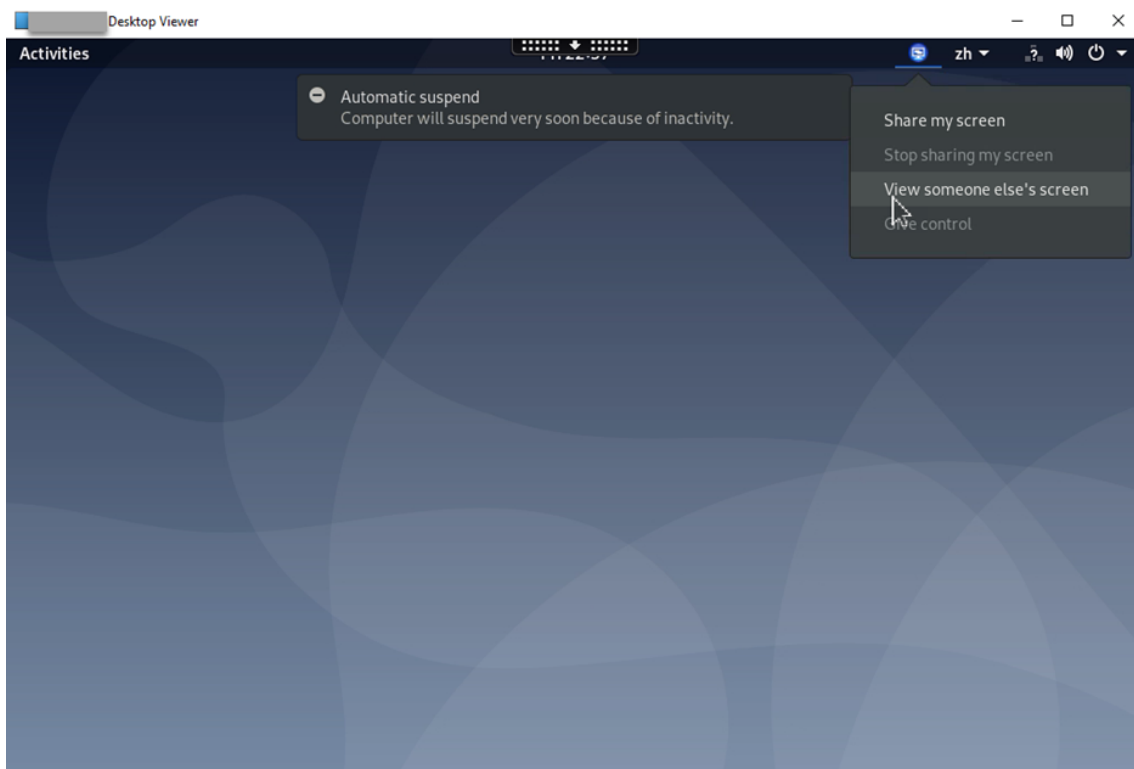 Desktop Viewer
Activities
zh
Automatic suspend
Computer will suspend very soon because of inactivity.
Share my screen
Stop sharing my screen
View someone else's screen
Give control